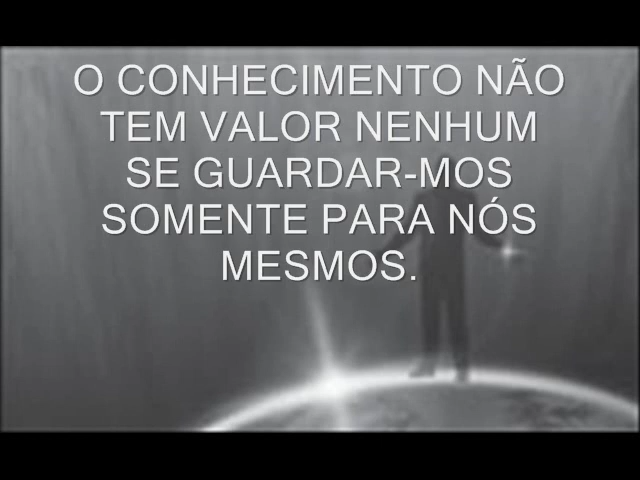 O CONHECIMENTO NÃO
TEM VALOR NENHUM
SE GUARDAR-MOS
SOMENTE PARA NÓS
MESMOS.